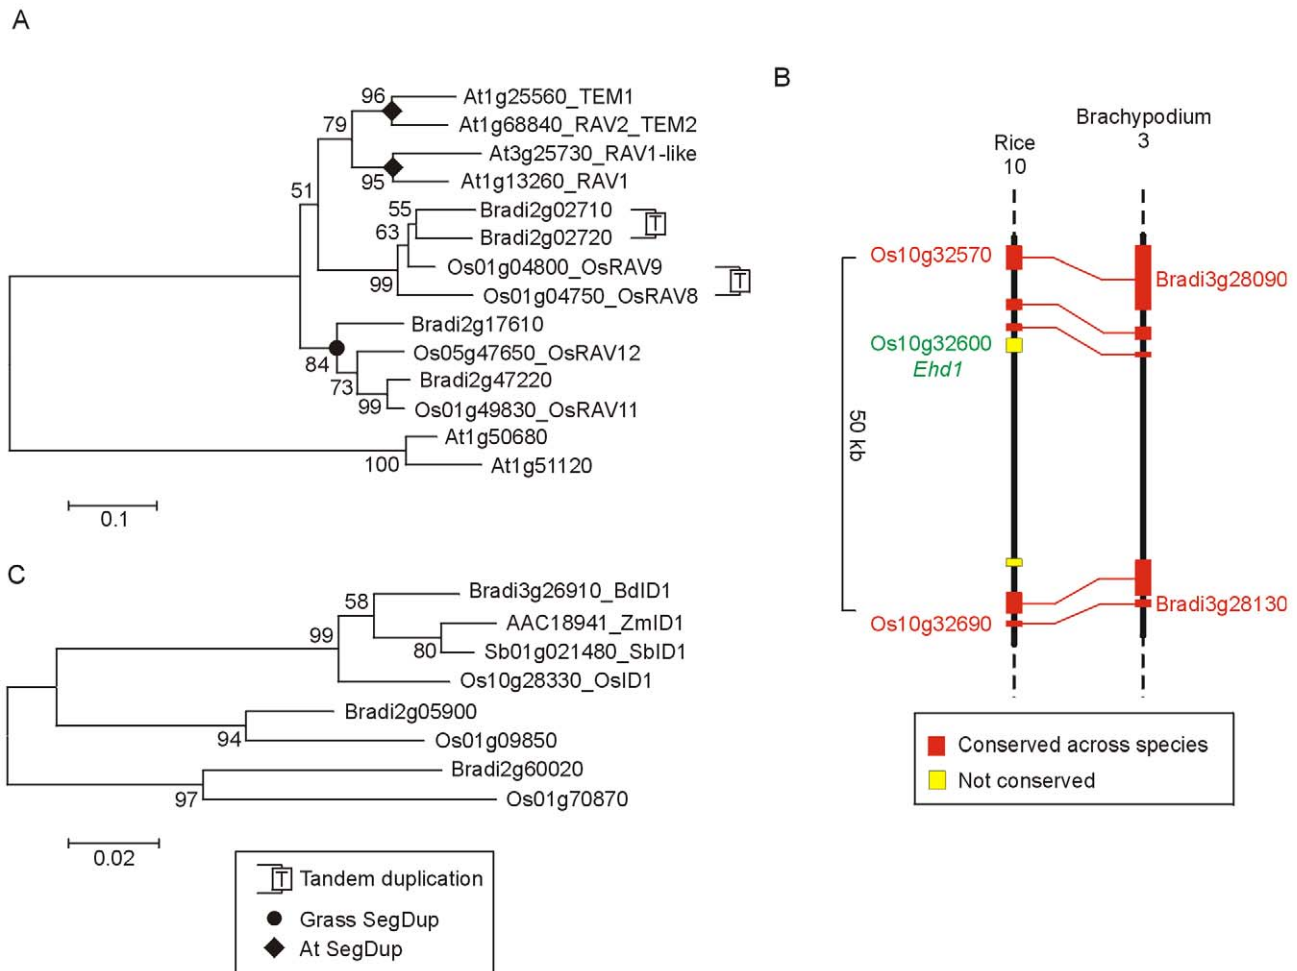 A
96
At1g25560_TEM1
79
At1g68840_RAV2_TEM2
At3g25730_RAV1-like
95
At1g13260_RAV1
51
55
Bradi2g02710
T
63
Bradi2g02720
Os01g04800_OsRAV9
T
99
Os01g04750_OsRAV8
Bradi2g17610
84
Os05g47650_OsRAV12
73
Bradi2g47220
99
Os01g49830_OsRAV11
At1g50680
100
At1g51120
0.1
B
Rice
10
Brachypodium
3
Os10g32570
Bradi3g28090
Os10g32600
Ehd1
50 kb
Os10g32690
Bradi3g28130
Conserved across species
Not conserved
C
58
Bradi3g26910_BdID1
99
AAC18941_ZmID1
80
Sb01g021480_SbID1
Os10g28330_OsID1
Bradi2g05900
94
Os01g09850
Bradi2g60020
97
Os01g70870
0.02
T Tandem duplication
Grass SegDup
At SegDup